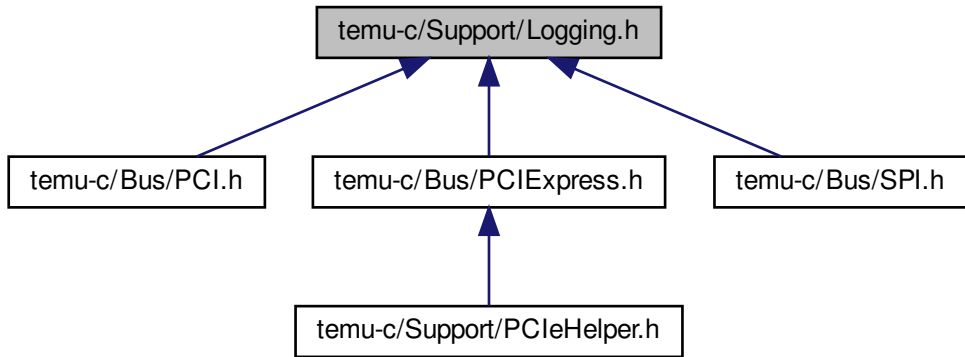 temu-c/Support/Logging.h
temu-c/Bus/PCI.h
temu-c/Bus/PCIExpress.h
temu-c/Bus/SPI.h
temu-c/Support/PCIeHelper.h